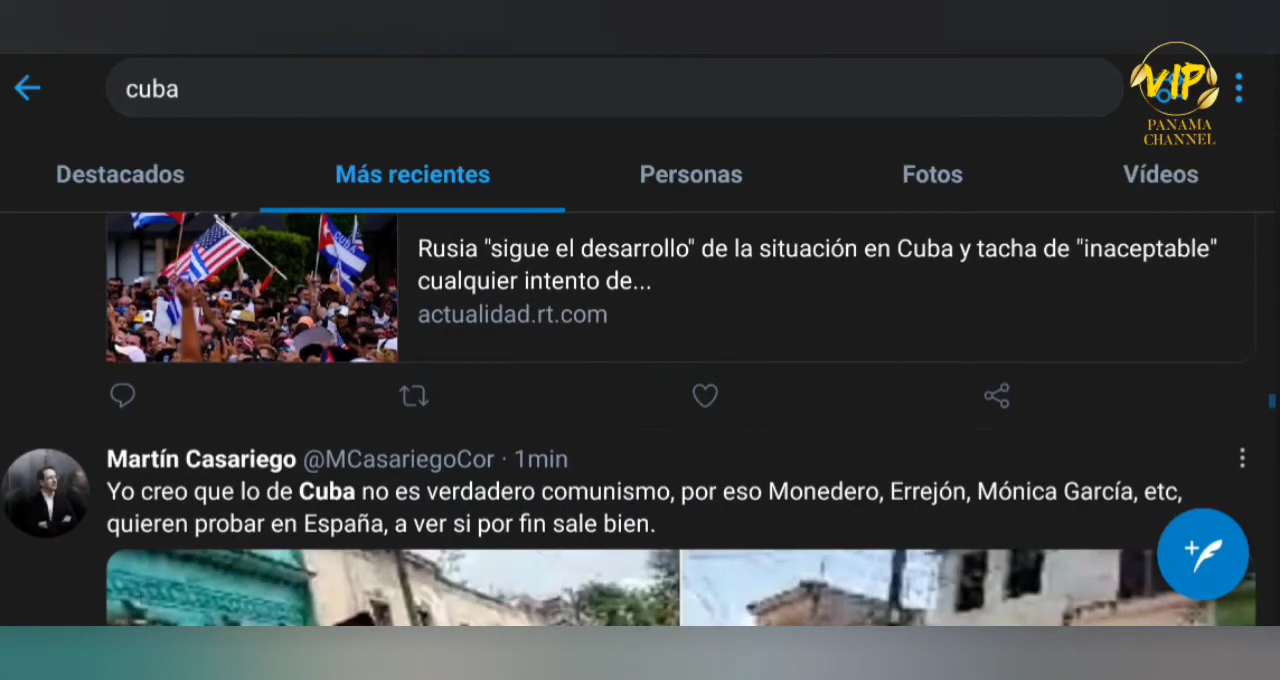 cuba
VIP
PANAMA
CHANNEL
Destacados
Más recientes
Personas
Fotos
Vídeos
CUBA
Rusia "sigue el desarrollo" de la situación en Cuba y tacha de "inaceptable"
cualquier intento de...
actualidad.rt.com
Martín Casariego @MCasariegoCor · 1min
Yo creo que lo de Cuba no es verdadero comunismo, por eso Monedero, Errejón, Mónica García, etc,
quieren probar en España, a ver si por fin sale bien.